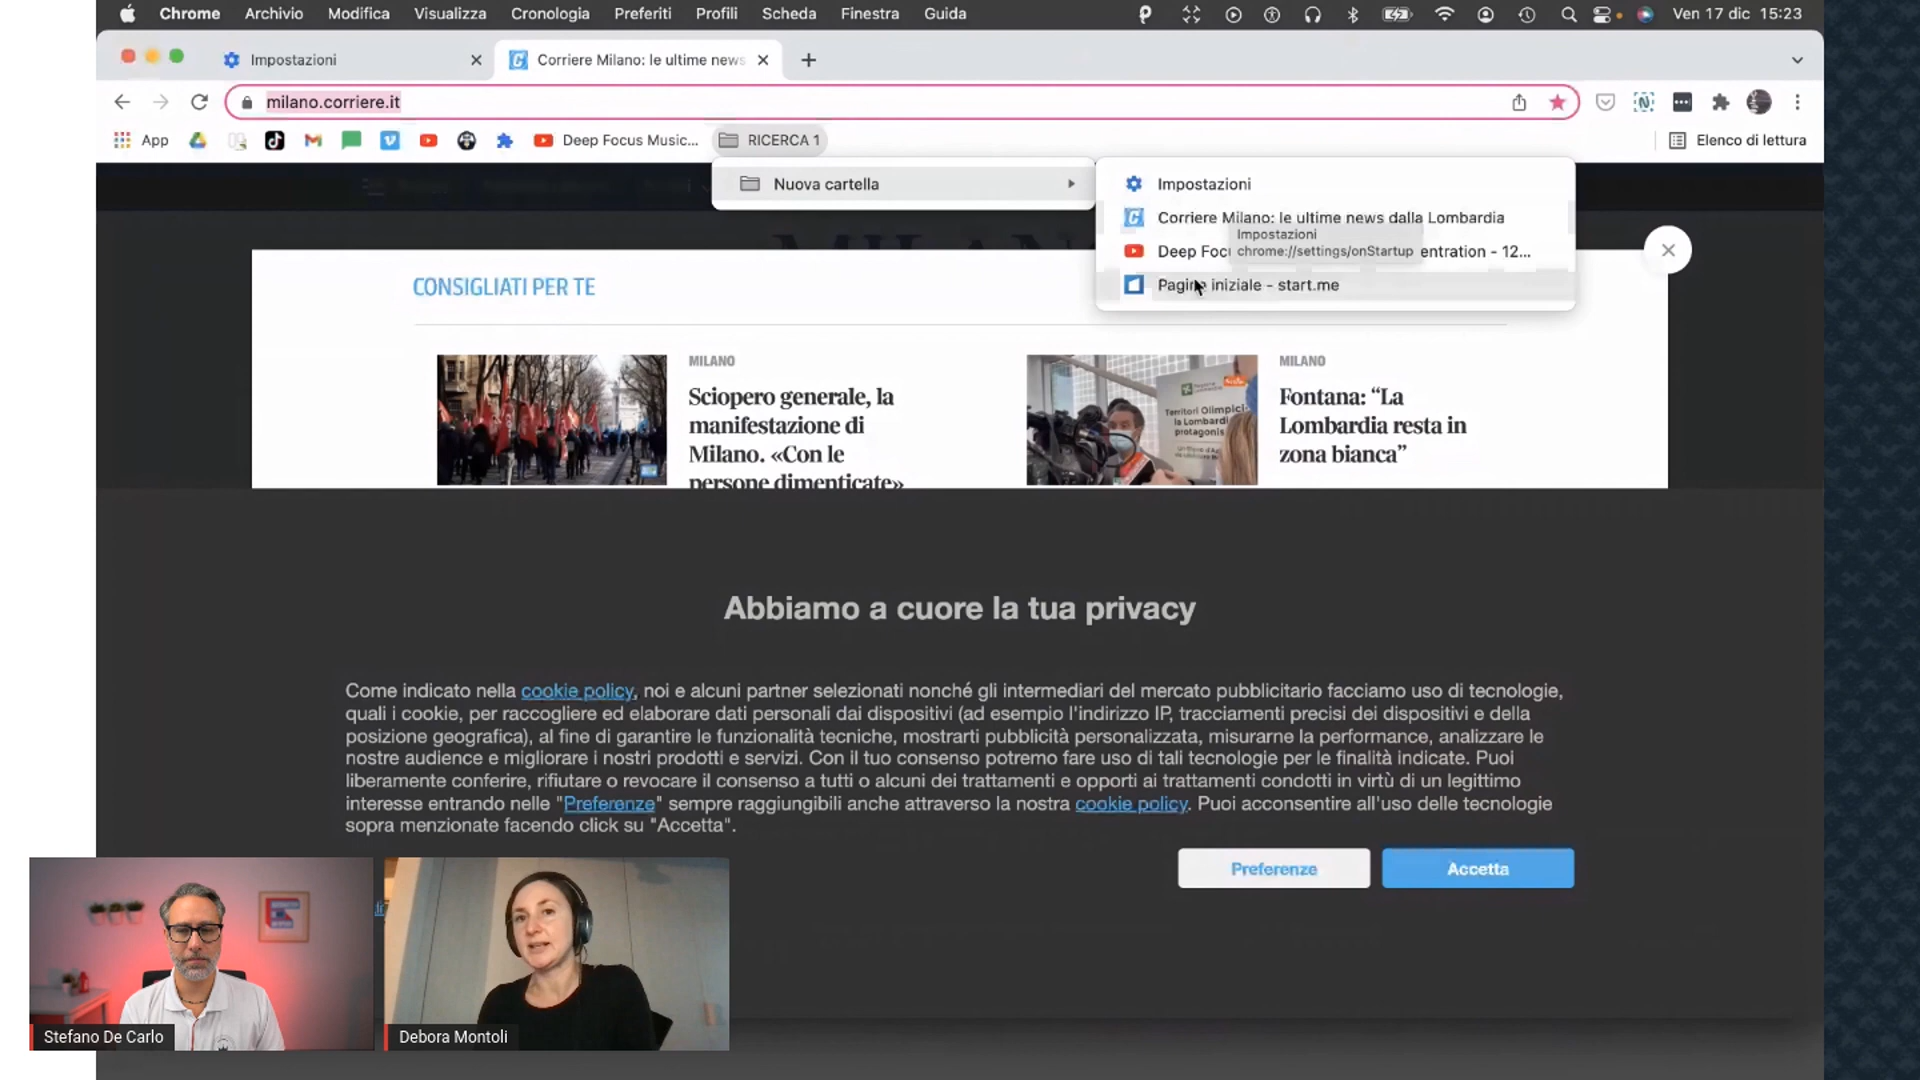 Chrome Archivio Modifica Visualizza Cronologia Preferiti Profili Scheda Finestra Guida Ven 17 dic 15:23
Impostazioni
Corriere Milano: le ultime news
milano.corriere.it
App
Deep Focus Music...
RICERCA 1
Elenco di lettura
Nuova cartella
Impostazioni
Corriere Milano: le ultime news dalla Lombardia
Impostazioni
Deep Foc
chrome://settings/onStartup
entration - 12...
Pagina iniziale - start.me
CONSIGLIATI PER TE
MILANO
Sciopero generale, la
manifestazione di
Milano. «Con le
persone dimenticate»
Territori Olimpici
la Lombardia
protagonis
MILANO
Fontana: “La
Lombardia resta in
zona bianca”
Abbiamo a cuore la tua privacy
Come indicato nella cookie policy, noi e alcuni partner selezionati nonché gli intermediari del mercato pubblicitario facciamo uso di tecnologie,
quali i cookie, per raccogliere ed elaborare dati personali dai dispositivi (ad esempio l'indirizzo IP, tracciamenti precisi dei dispositivi e della
posizione geografica), al fine di garantire le funzionalità tecniche, mostrarti pubblicità personalizzata, misurarne la performance, analizzare le
nostre audience e migliorare i nostri prodotti e servizi. Con il tuo consenso potremo fare uso di tali tecnologie per le finalità indicate. Puoi
liberamente conferire, rifiutare o revocare il consenso a tutti o alcuni dei trattamenti e opporti ai trattamenti condotti in virtù di un legittimo
interesse entrando nelle "Preferenze" sempre raggiungibili anche attraverso la nostra cookie policy. Puoi acconsentire all'uso delle tecnologie
sopra menzionate facendo click su "Accetta".
Preferenze
Accetta
Stefano De Carlo
Debora Montoli